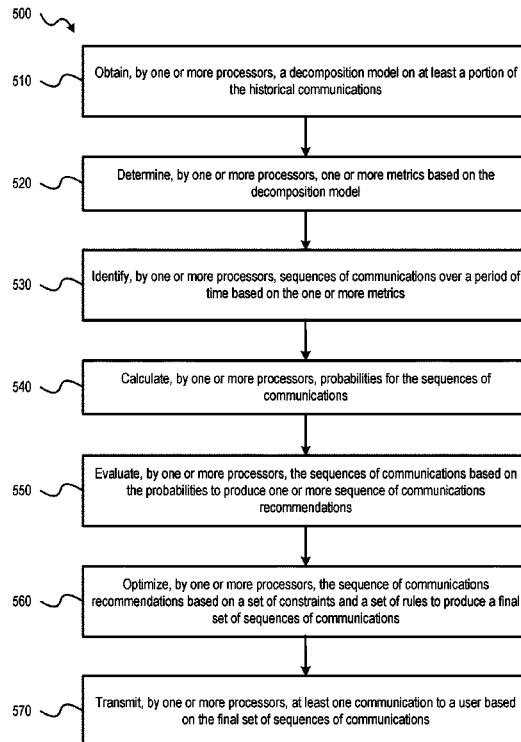 500
510
Obtain, by one or more processors, a decomposition model on at least a portion of
the historical communications
520
Determine, by one or more processors, one or more metrics based on the
decomposition model
530
Identify, by one or more processors, sequences of communications over a period of
time based on the one or more metrics
540
Calculate, by one or more processors, probabilities for the sequences of
communications
550
Evaluate, by one or more processors, the sequences of communications based on
the probabilities to produce one or more sequence of communications
recommendations
560
Optimize, by one or more processors, the sequence of communications
recommendations based on a set of constraints and a set of rules to produce a final
set of sequences of communications
570
Transmit, by one or more processors, at least one communication to a user based
on the final set of sequences of communications